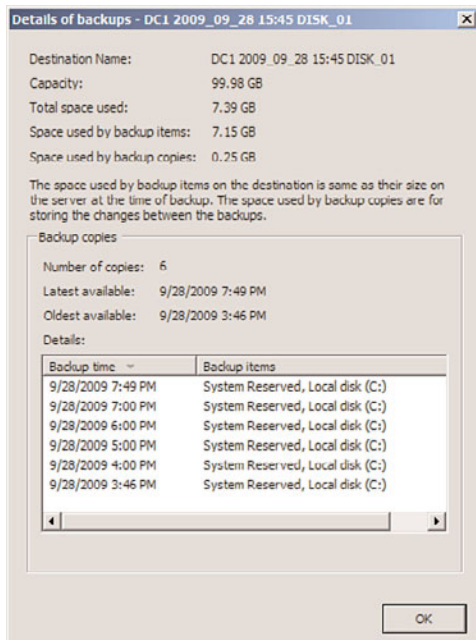 Details of backups - DC1 2009_09_28 15:45 DISK_01
Destination Name: DC1 2009_09_28 15:45 DISK_01
Capacity: 99.98 GB
Total space used: 7.39 GB
Space used by backup items: 7.15 GB
Space used by backup copies: 0.25 GB
The space used by backup items on the destination is same as their size on
the server at the time of backup. The space used by backup copies are for
storing the changes between the backups.
Backup copies
Number of copies: 6
Latest available: 9/28/2009 7:49 PM
Oldest available: 9/28/2009 3:46 PM
Details:
Backup time Backup items
9/28/2009 7:49 PM System Reserved, Local disk (C:)
9/28/2009 7:00 PM System Reserved, Local disk (C:)
9/28/2009 6:00 PM System Reserved, Local disk (C:)
9/28/2009 5:00 PM System Reserved, Local disk (C:)
9/28/2009 4:00 PM System Reserved, Local disk (C:)
9/28/2009 3:46 PM System Reserved, Local disk (C:)
OK